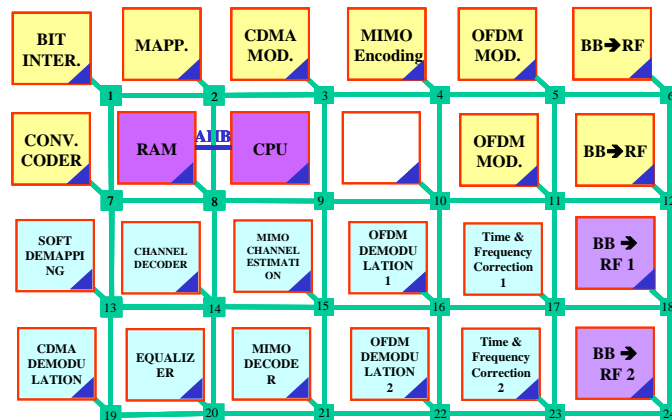 BIT
INTER.
MAPP.
CDMA
MOD.
MIMO
Encoding
OFDM
MOD.
BB➔RF
1
2
3
4
5
6
CONV.
CODER
RAM
AHB
CPU
OFDM
MOD.
BB➔RF
7
8
9
10
11
12
SOFT
DEMAPPI
NG
CHANNEL
DECODER
MIMO
CHANNEL
ESTIMATI
ON
OFDM
DEMODU
LATION
1
Time &
Frequency
Correction
1
BB ➔
RF 1
13
14
15
16
17
18
CDMA
DEMODU
LATION
EQUALIZ
ER
MIMO
DECODE
R
OFDM
DEMODU
LATION
2
Time &
Frequency
Correction
2
BB ➔
RF 2
19
20
21
22
23
24